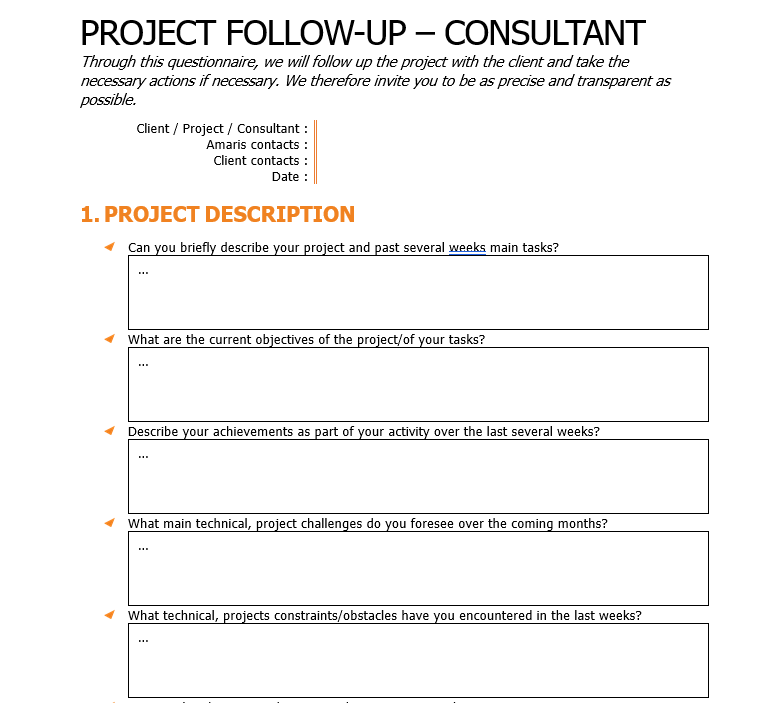 PROJECT FOLLOW-UP – CONSULTANT
Through this questionnaire, we will follow up the project with the client and take the
necessary actions if necessary. We therefore invite you to be as precise and transparent as
possible.
Client / Project / Consultant :
Amaris contacts :
Client contacts :
Date :
1. PROJECT DESCRIPTION
Can you briefly describe your project and past several weeks main tasks?
...
What are the current objectives of the project/of your tasks?
...
Describe your achievements as part of your activity over the last several weeks?
...
What main technical, project challenges do you foresee over the coming months?
...
What technical, projects constraints/obstacles have you encountered in the last weeks?
...